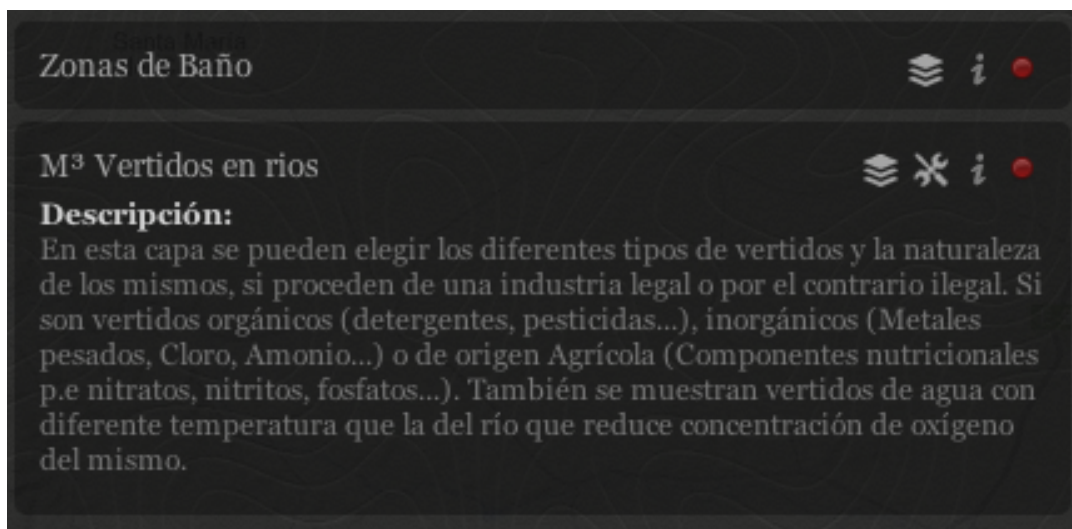 Santa María
Zonas de Baño
M³ Vertidos en rios
Descripción:
En esta capa se pueden elegir los diferentes tipos de vertidos y la naturaleza
de los mismos, si proceden de una industria legal o por el contrario ilegal. Si
son vertidos orgánicos (detergentes, pesticidas...), inorgánicos (Metales
pesados, Cloro, Amonio...) o de origen Agrícola (Componentes nutricionales
p.e nitratos, nitritos, fosfatos...). También se muestran vertidos de agua con
diferente temperatura que la del río que reduce concentración de oxígeno
del mismo.